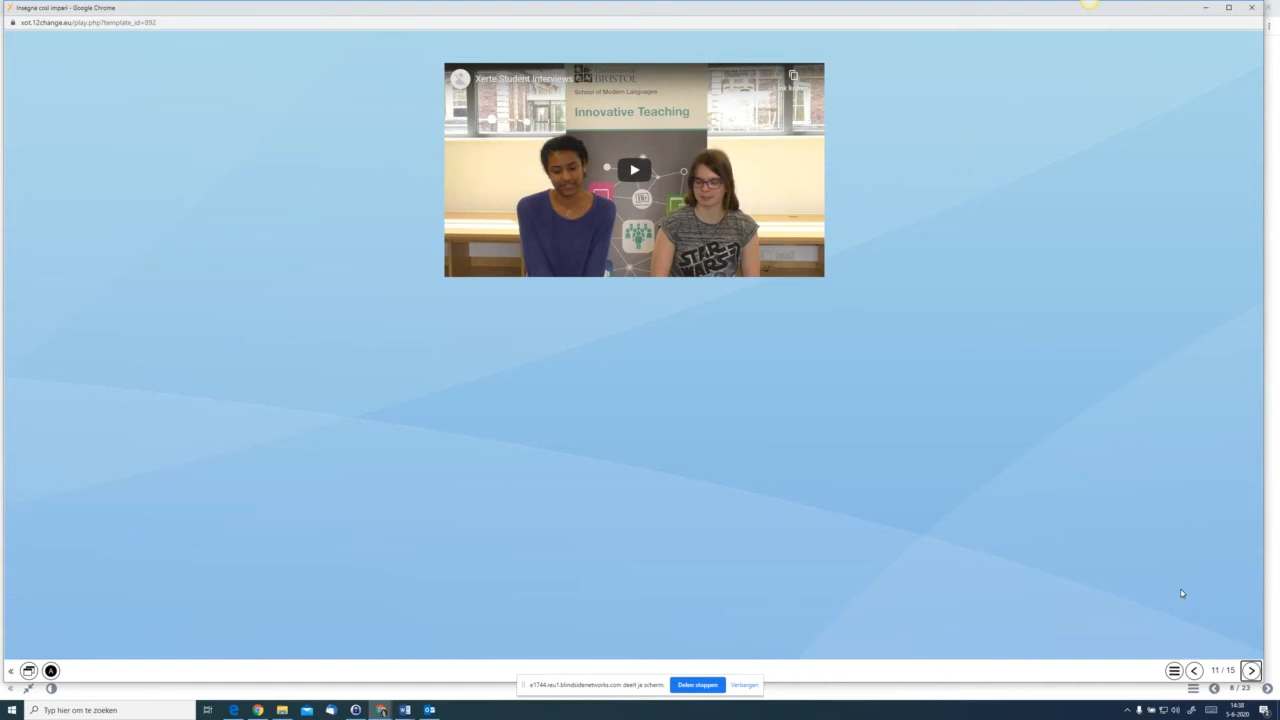 Insegne così impari - Google Chrome
xot.12change.eu/play.php?template_id=892
Xerte Student Interviews
BRISTOL
School of Modern Languages
Innovative Teaching
STAR
WARS
11 / 15
e1744.reu1.blindsidenetworks.com deelt je scherm.
Delen stoppen
Verbergen
8 / 23
Typ hier om te zoeken
14:38
5-6-2020